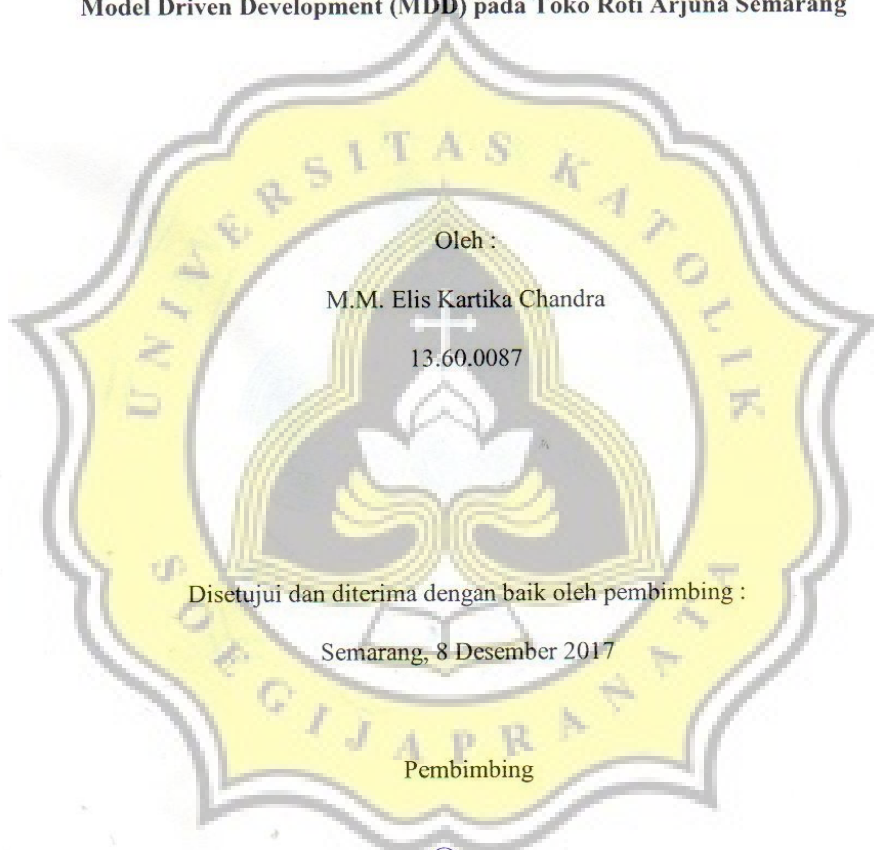 Model Driven Development (MDD) pada Toko Roti Arjuna Semarang
UNIVERSITAS KATOLIK
Oleh :
M.M. Elis Kartika Chandra
13.60.0087
Disetujui dan diterima dengan baik oleh pembimbing :
Semarang, 8 Desember 2017
SOEGIJAPRANATA
Pembimbing